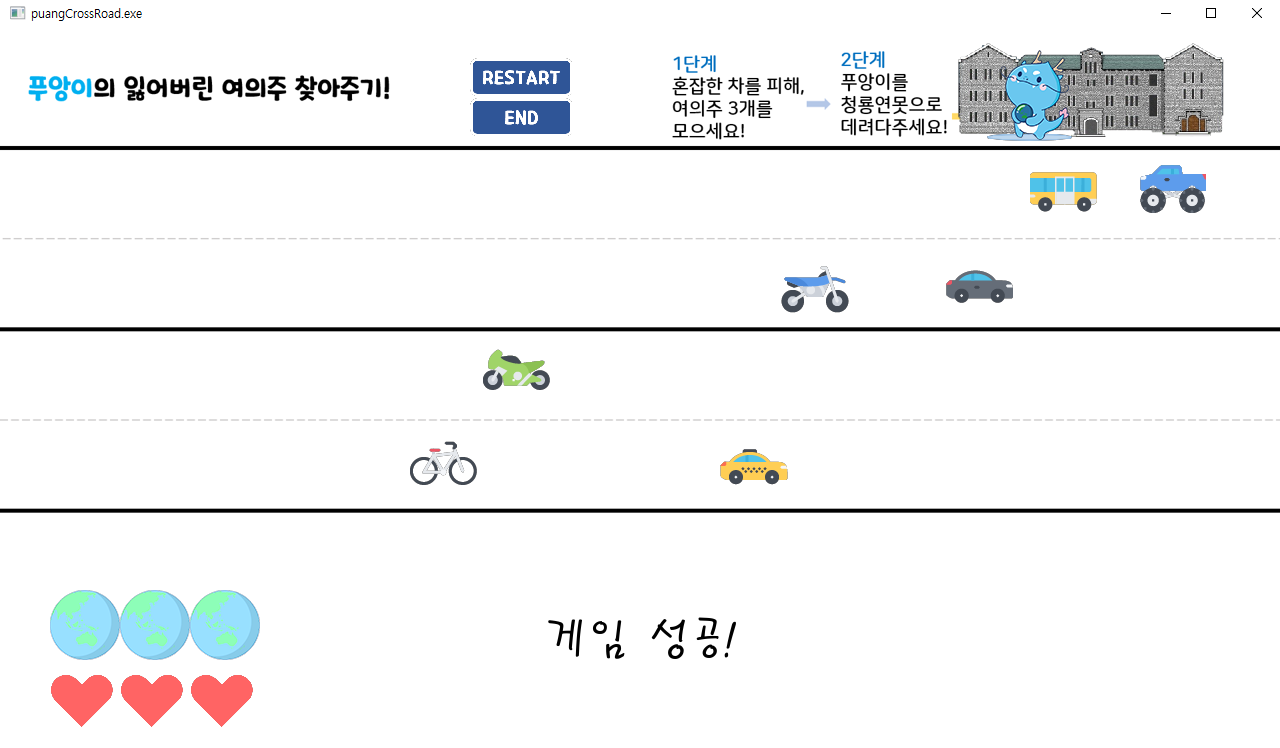 puangCrossRoad.exe
푸앙이의 잃어버린 여의주 찾아주기!
RESTART
END
1단계
혼잡한 차를 피해,
여의주 3개를
모으세요!
2단계
푸앙이를
청룡연못으로
데려다주세요!
게임 성공!